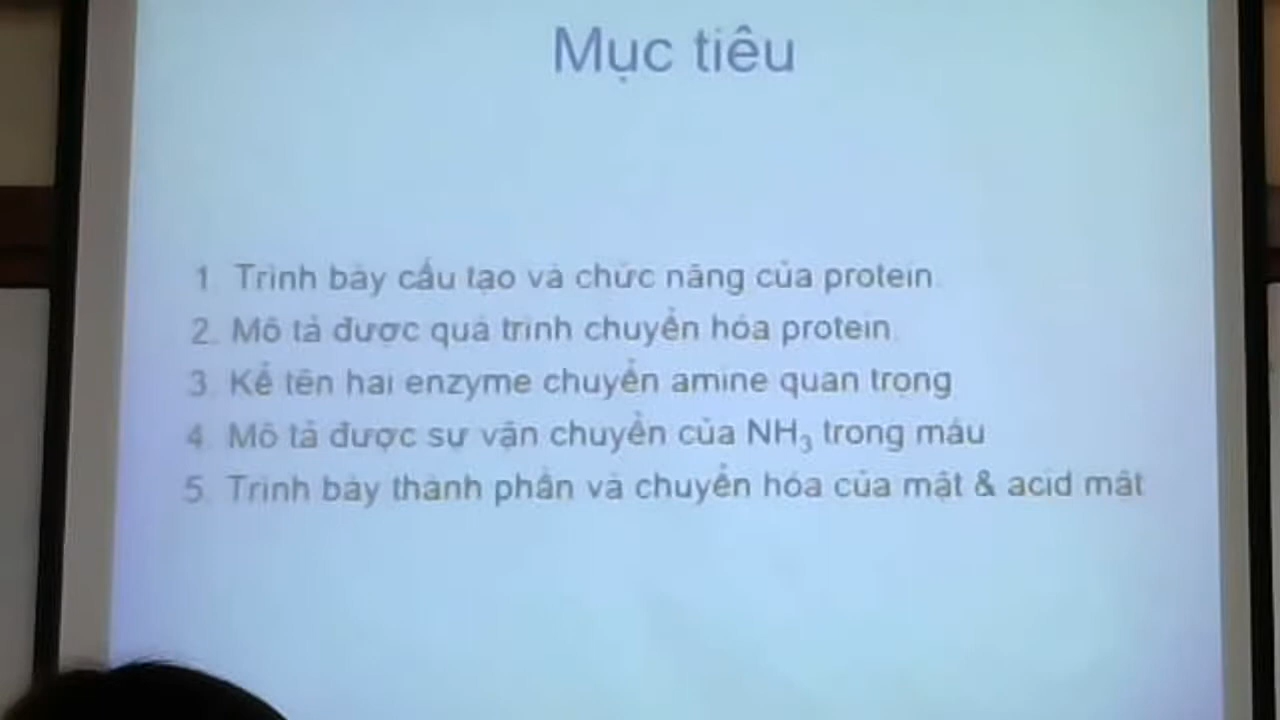 Mục tiêu
1. Trình bày cấu tạo và chức năng của protein.
2. Mô tả được quá trình chuyển hóa protein.
3. Kể tên hai enzyme chuyển amine quan trọng
4. Mô tả được sự vận chuyển của NH₃ trong máu
5. Trình bày thành phần và chuyển hóa của mật & acid mật